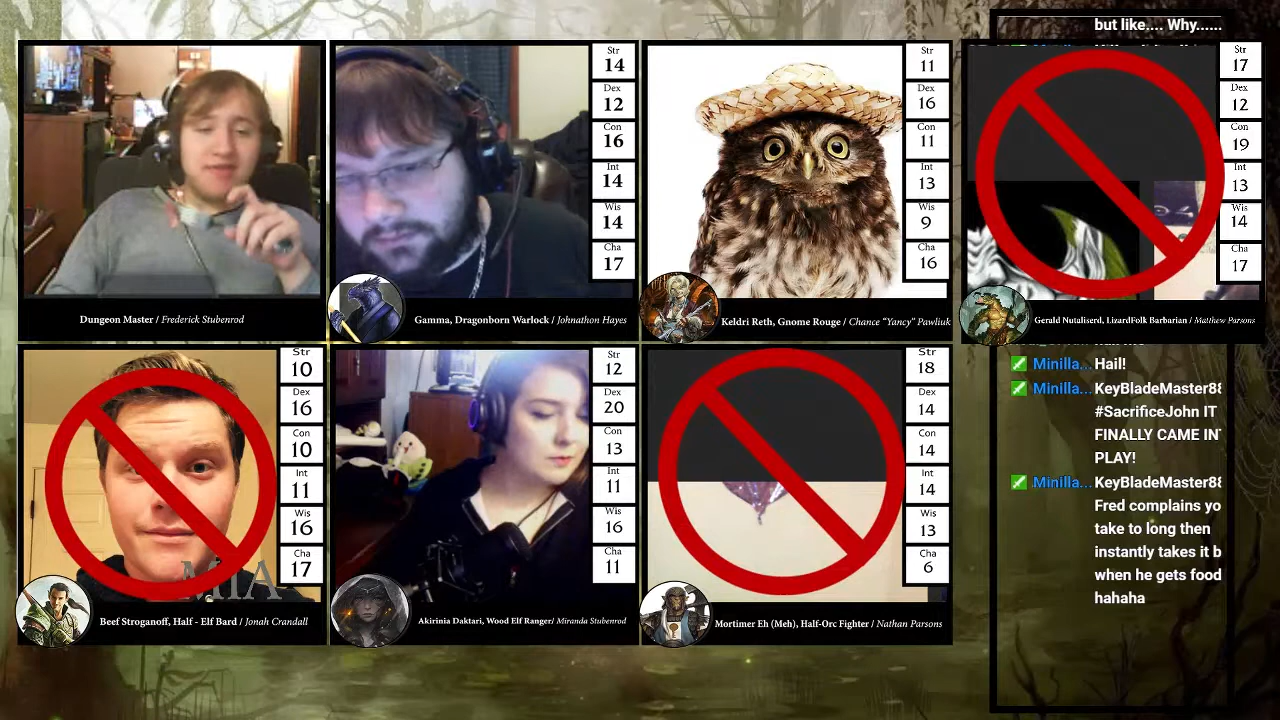 but like.... Why......
Str
14
Dex
12
Con
16
Int
14
Wis
14
Cha
17
Str
11
Dex
16
Con
11
Int
13
Wis
9
Cha
16
Str
17
Dex
12
Con
19
Int
13
Wis
14
Cha
17
Dungeon Master / Frederick Stubenrod
Gamma, Dragonborn Warlock / Johnathon Hayes
Keldri Reth, Gnome Rouge / Chance "Yancy" Pawliuk
Gerald Nutaliserd, LizardFolk Barbarian / Matthew Parsons
Str
10
Dex
16
Con
10
Int
11
Wis
16
Cha
17
MIA
Str
12
Dex
20
Con
13
Int
11
Wis
16
Cha
11
Str
18
Dex
14
Con
14
Int
14
Wis
13
Cha
6
Beef Stroganoff, Half - Elf Bard / Jonah Crandall
Akirinia Daktari, Wood Elf Ranger/ Miranda Stubenrod
Mortimer Eh (Meh), Half-Orc Fighter / Nathan Parsons
Minilla... Hail!
Minilla... KeyBladeMaster88
#SacrificeJohn IT
FINALLY CAME IN
PLAY!
Minilla... KeyBladeMaster88
Fred complains yo
take to long then
instantly takes it b
when he gets food
hahaha